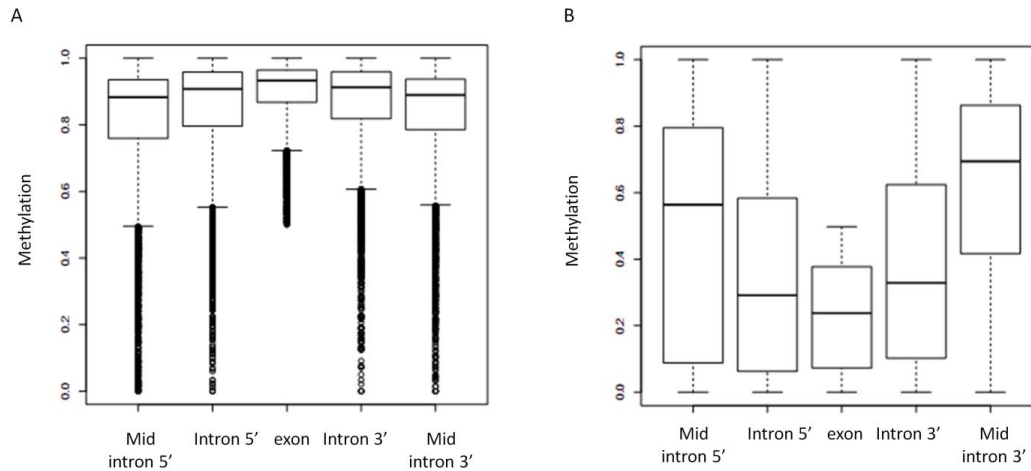 A
B
Methylation
1.0
0.8
0.6
0.4
0.2
0.0
Mid
intron 5’
Intron 5’
exon
Intron 3’
Mid
intron 3’
Methylation
1.0
0.8
0.6
0.4
0.2
0.0
Mid
intron 5’
Intron 5’
exon
Intron 3’
Mid
intron 3’